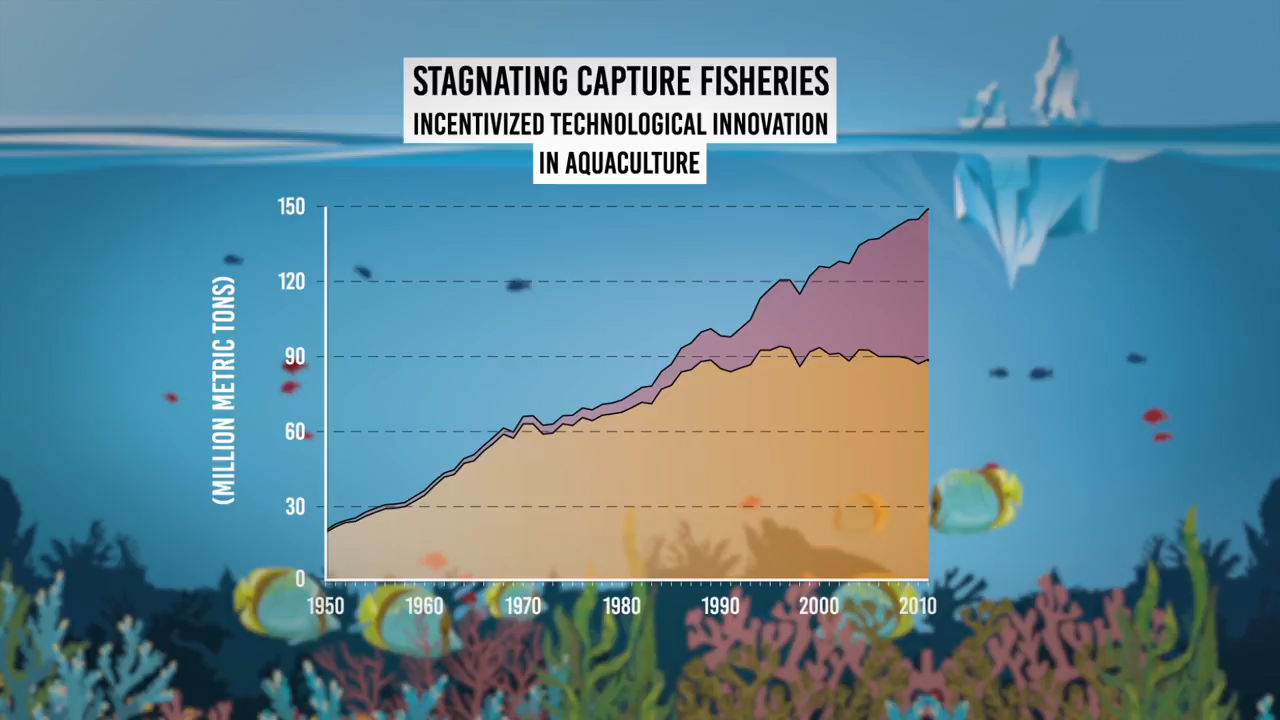 STAGNATING CAPTURE FISHERIES
INCENTIVIZED TECHNOLOGICAL INNOVATION
IN AQUACULTURE
(MILLION METRIC TONS)
150
120
90
60
30
0
1950 1960 1970 1980 1990 2000 2010